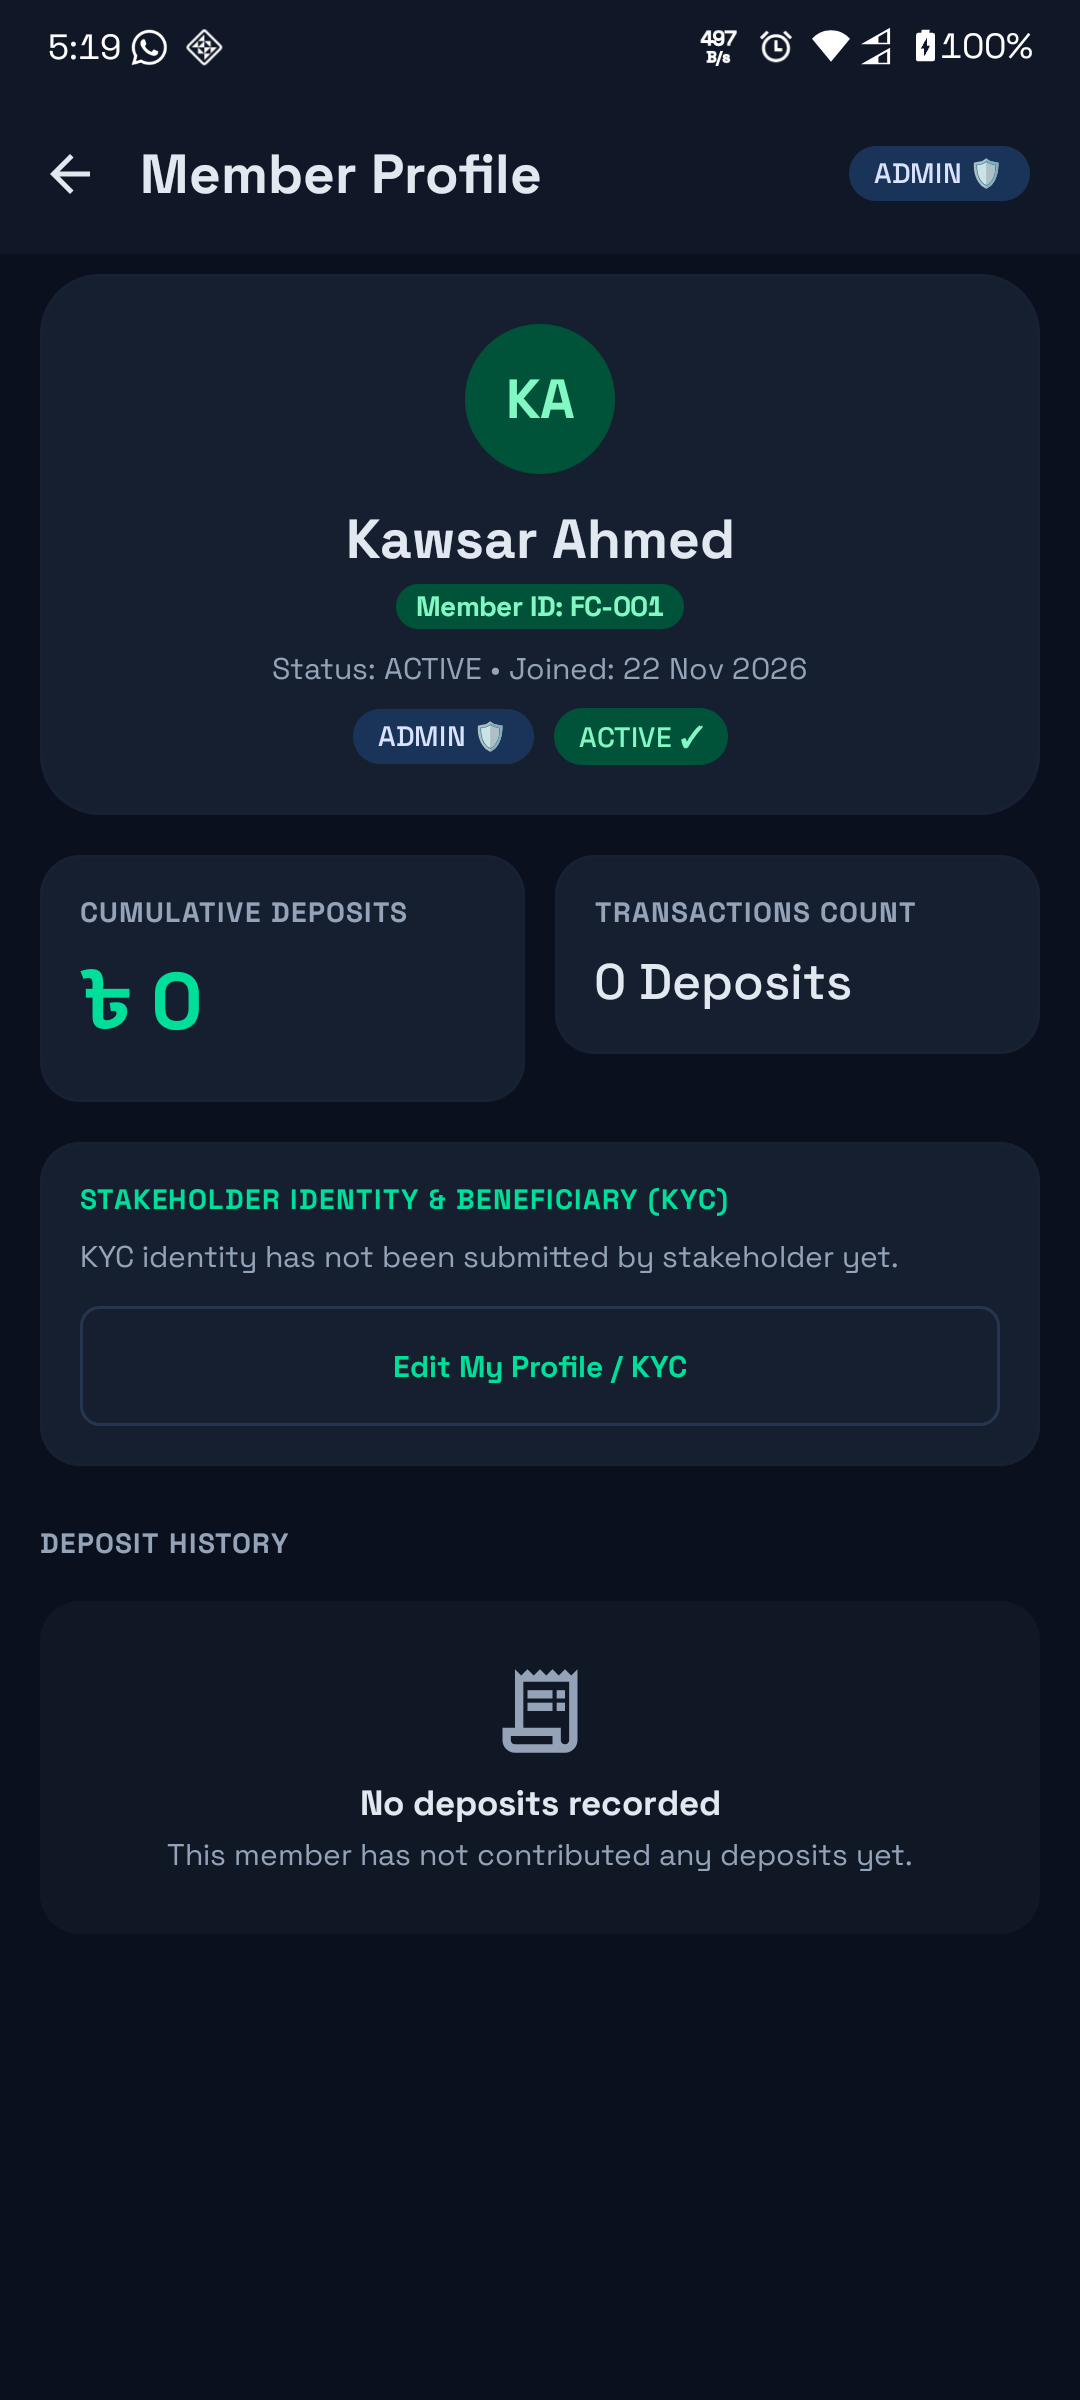 5:19
497
B/s
100%
Member Profile
ADMIN
KA
Kawsar Ahmed
Member ID: FC-001
Status: ACTIVE • Joined: 22 Nov 2026
ADMIN
ACTIVE ✓
CUMULATIVE DEPOSITS
৳ 0
TRANSACTIONS COUNT
0 Deposits
STAKEHOLDER IDENTITY & BENEFICIARY (KYC)
KYC identity has not been submitted by stakeholder yet.
Edit My Profile / KYC
DEPOSIT HISTORY
No deposits recorded
This member has not contributed any deposits yet.